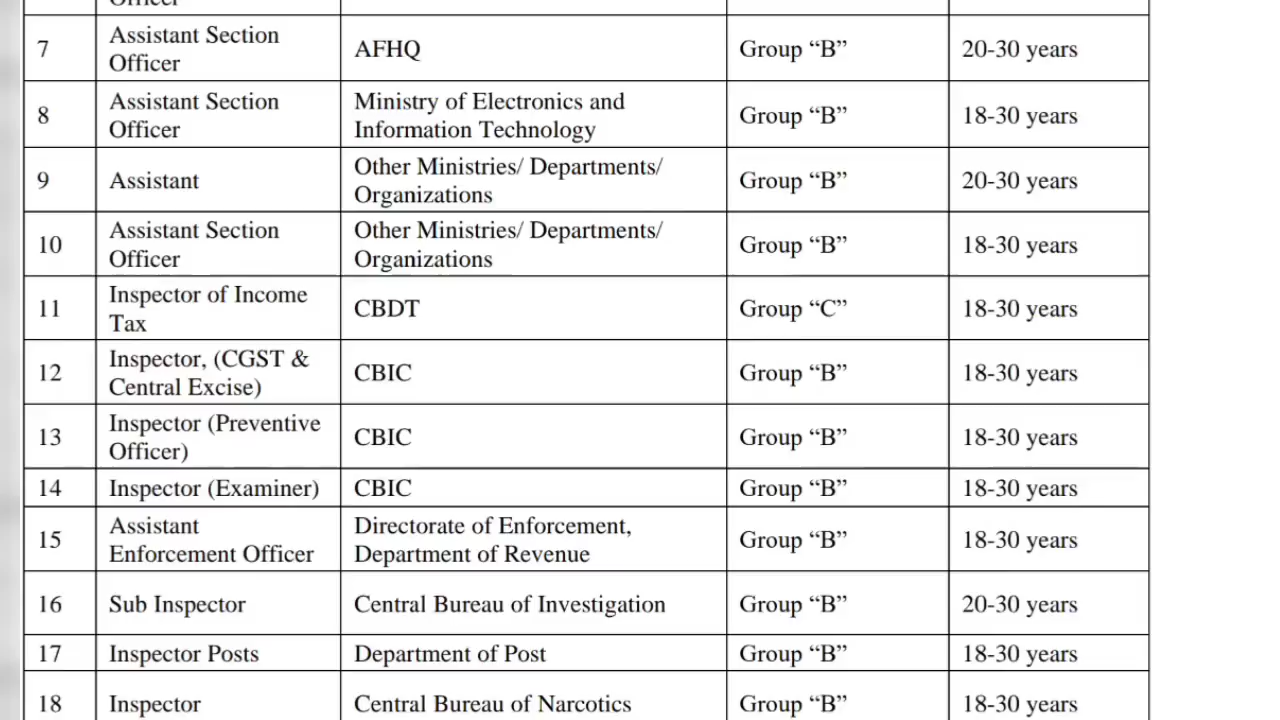 Officer
7 Assistant Section Officer AFHQ Group “B” 20-30 years
8 Assistant Section Officer Ministry of Electronics and Information Technology Group “B” 18-30 years
9 Assistant Other Ministries/ Departments/ Organizations Group “B” 20-30 years
10 Assistant Section Officer Other Ministries/ Departments/ Organizations Group “B” 18-30 years
11 Inspector of Income Tax CBDT Group “C” 18-30 years
12 Inspector, (CGST & Central Excise) CBIC Group “B” 18-30 years
13 Inspector (Preventive Officer) CBIC Group “B” 18-30 years
14 Inspector (Examiner) CBIC Group “B” 18-30 years
15 Assistant Enforcement Officer Directorate of Enforcement, Department of Revenue Group “B” 18-30 years
16 Sub Inspector Central Bureau of Investigation Group “B” 20-30 years
17 Inspector Posts Department of Post Group “B” 18-30 years
18 Inspector Central Bureau of Narcotics Group “B” 18-30 years